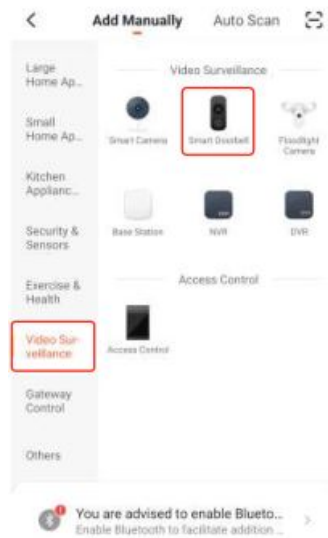 Add Manually
Auto Scan
Large
Home Ap...
Small
Home Ap...
Kitchen
Applianc...
Security &
Sensors
Exercise &
Health
Video Sur-
veillance
Gateway
Control
Others
Video Surveillance
Smart Camera
Smart Doorbell
Floodlight
Camera
Base Station
NVR
DVR
Access Control
Access Control
You are advised to enable Blueto...
Enable Bluetooth to facilitate addition ...